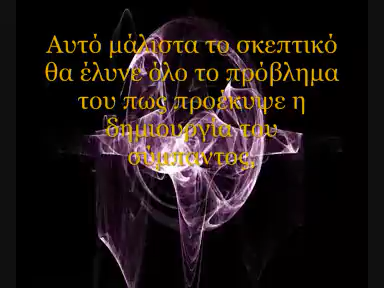 Αυτό μάλιστα το σκεπτικό
θα έλυνε όλο το πρόβλημα
του πως προέκυψε η
δημιουργία του
σύμπαντος,